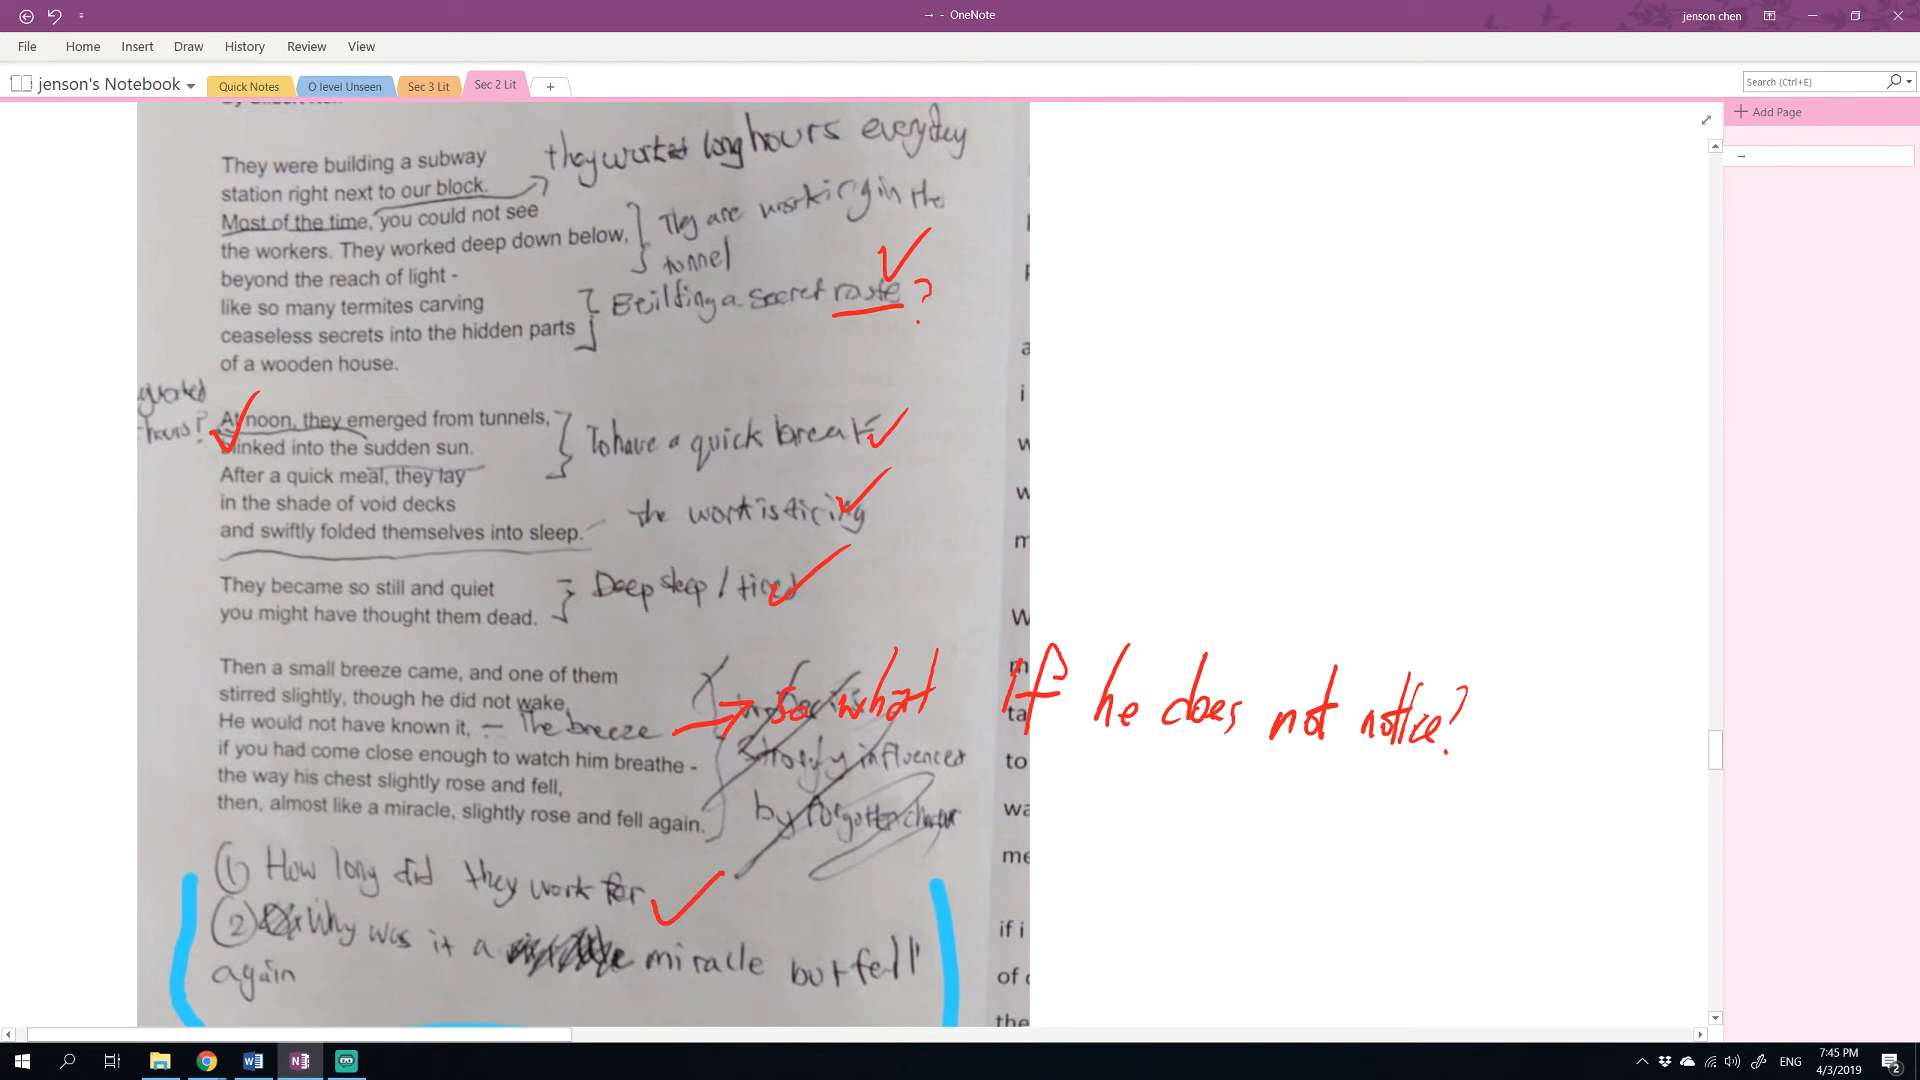 → - OneNote
jenson chen
File Home Insert Draw History Review View
jenson's Notebook
Quick Notes
O level Unseen
Sec 3 Lit
Sec 2 Lit
Search (Ctrl+E)
Add Page
→
They were building a subway
station right next to our block.
Most of the time, you could not see
the workers. They worked deep down below,
beyond the reach of light -
like so many termites carving
ceaseless secrets into the hidden parts
of a wooden house.
they worked long hours everyday
They are working in the
tunnel
Building a secret route ?
At noon, they emerged from tunnels,
blinked into the sudden sun.
After a quick meal, they lay
in the shade of void decks
and swiftly folded themselves into sleep.
hours?
To have a quick break
the work is tiring
They became so still and quiet
you might have thought them dead.
Deep sleep / tired
Then a small breeze came, and one of them
stirred slightly, though he did not wake.
He would not have known it, - The breeze
if you had come close enough to watch him breathe -
the way his chest slightly rose and fell,
then, almost like a miracle, slightly rose and fell again.
→ so what if he does not notice?
influenced
by forgotten
① How long did they work for
② Why was it a miracle but fell
again
if i
of
the
to
wa
me
7:45 PM
ENG
4/3/2019
2